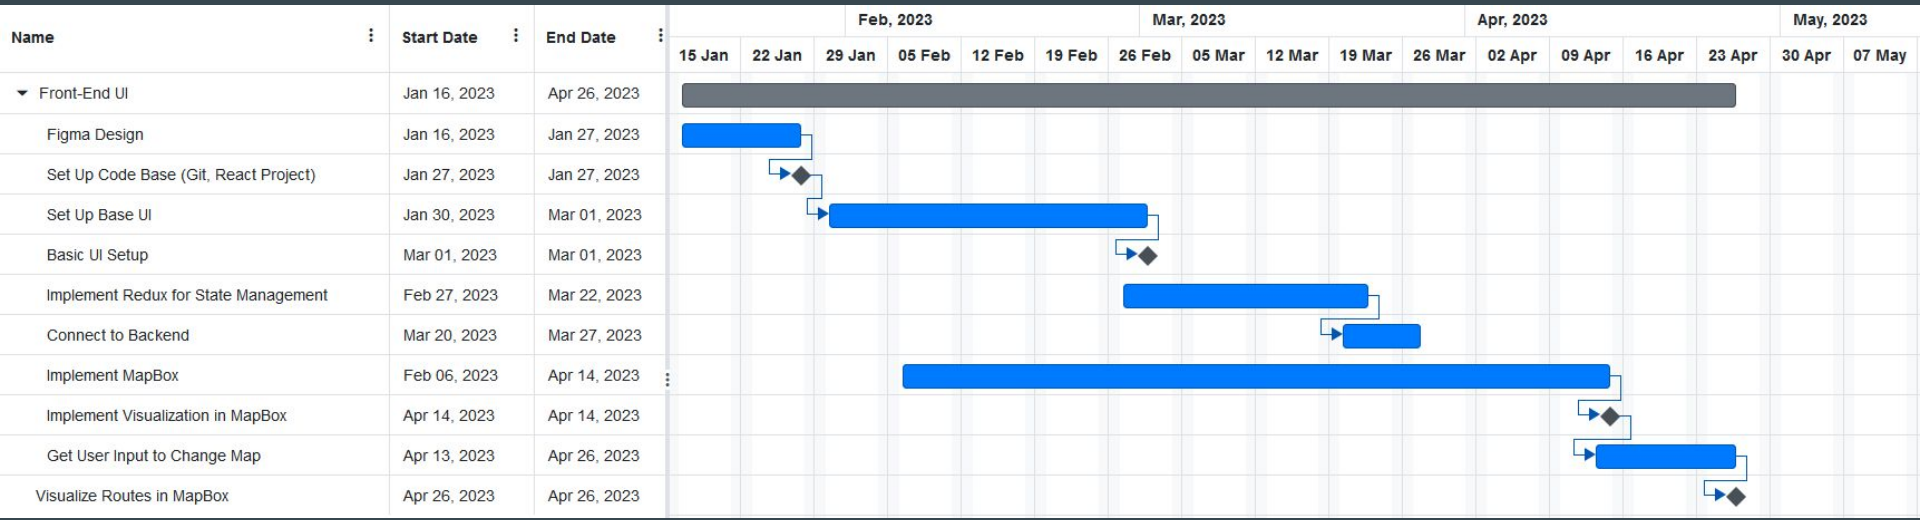 Feb, 2023 Mar, 2023 Apr, 2023 May, 2023
Name Start Date End Date
15 Jan 22 Jan 29 Jan 05 Feb 12 Feb 19 Feb 26 Feb 05 Mar 12 Mar 19 Mar 26 Mar 02 Apr 09 Apr 16 Apr 23 Apr 30 Apr 07 May
Front-End UI Jan 16, 2023 Apr 26, 2023
Figma Design Jan 16, 2023 Jan 27, 2023
Set Up Code Base (Git, React Project) Jan 27, 2023 Jan 27, 2023
Set Up Base UI Jan 30, 2023 Mar 01, 2023
Basic UI Setup Mar 01, 2023 Mar 01, 2023
Implement Redux for State Management Feb 27, 2023 Mar 22, 2023
Connect to Backend Mar 20, 2023 Mar 27, 2023
Implement MapBox Feb 06, 2023 Apr 14, 2023
Implement Visualization in MapBox Apr 14, 2023 Apr 14, 2023
Get User Input to Change Map Apr 13, 2023 Apr 26, 2023
Visualize Routes in MapBox Apr 26, 2023 Apr 26, 2023